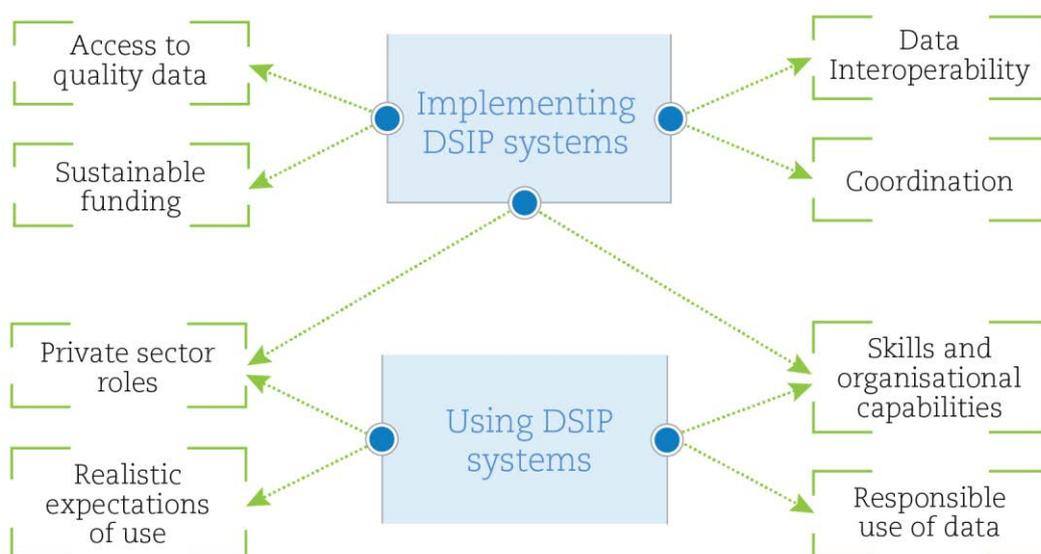 Access to
quality data
Implementing
DSIP systems
Data
Interoperability
Sustainable
funding
Coordination
Private sector
roles
Using DSIP
systems
Skills and
organisational
capabilities
Realistic
expectations
of use
Responsible
use of data